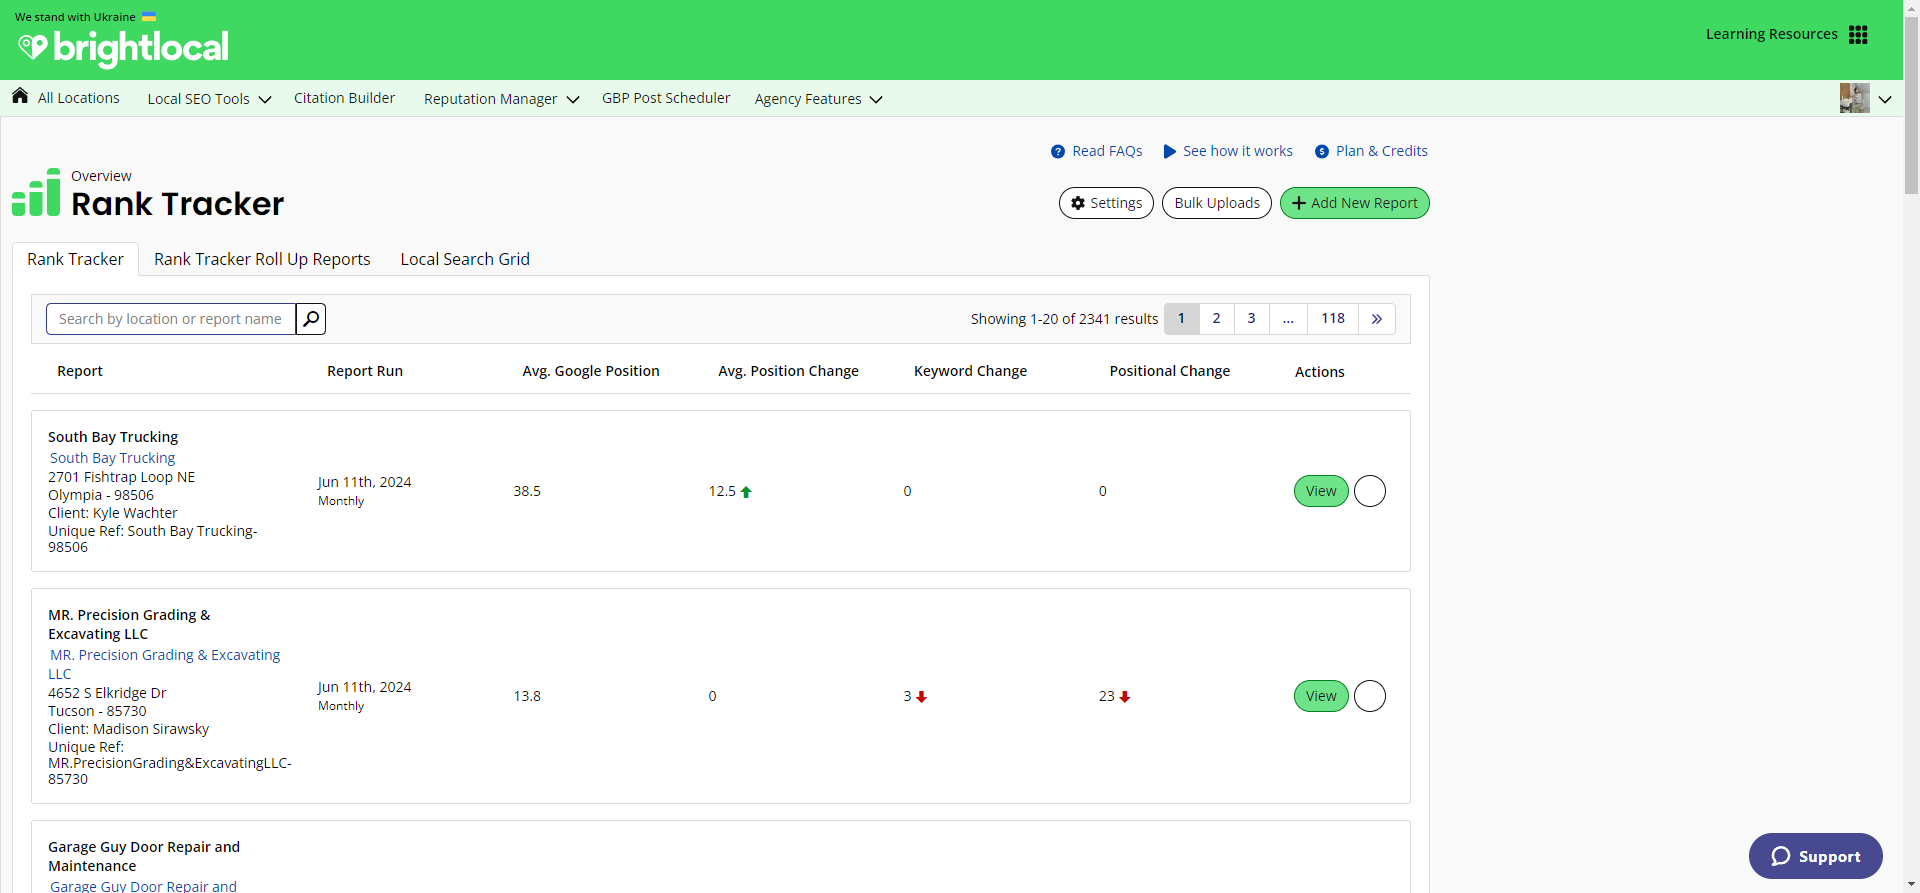 We stand with Ukraine
brightlocal
Learning Resources
All Locations
Local SEO Tools
Citation Builder
Reputation Manager
GBP Post Scheduler
Agency Features
Read FAQs
See how it works
Plan & Credits
Overview
Rank Tracker
Settings
Bulk Uploads
Add New Report
Rank Tracker
Rank Tracker Roll Up Reports
Local Search Grid
Search by location or report name
Showing 1-20 of 2341 results
1
2
3
...
118
»
Report
Report Run
Avg. Google Position
Avg. Position Change
Keyword Change
Positional Change
Actions
South Bay Trucking
South Bay Trucking
2701 Fishtrap Loop NE
Olympia - 98506
Client: Kyle Wachter
Unique Ref: South Bay Trucking-
98506
Jun 11th, 2024
Monthly
38.5
12.5
0
0
View
MR. Precision Grading &
Excavating LLC
MR. Precision Grading & Excavating
LLC
4652 S Elkridge Dr
Tucson - 85730
Client: Madison Sirawsky
Unique Ref:
MR.PrecisionGrading&ExcavatingLLC-
85730
Jun 11th, 2024
Monthly
13.8
0
3
23
View
Garage Guy Door Repair and
Maintenance
Garage Guy Door Repair and
Support